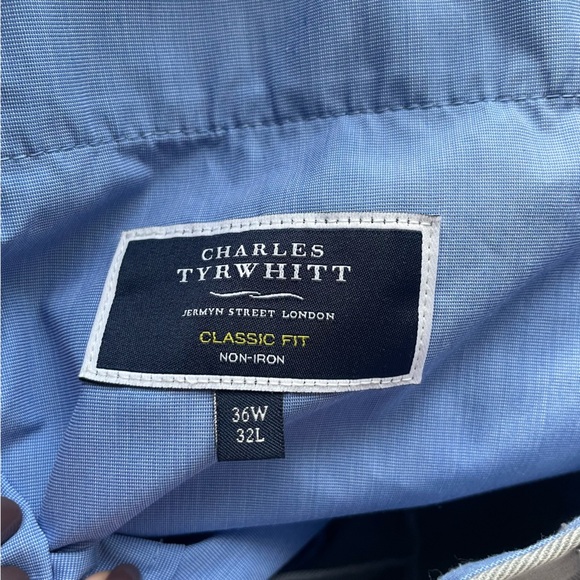 CHARLES
TYRWHITT
JERMYN STREET LONDON
CLASSIC FIT
NON-IRON
36W
32L